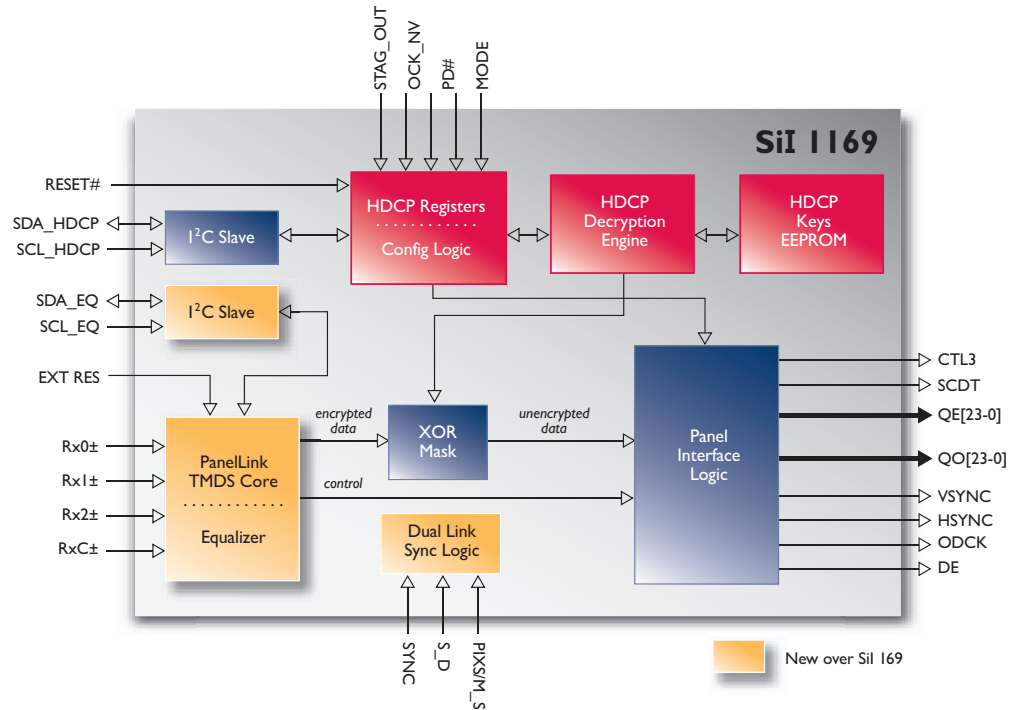 STAG_OUT
OCK_NV
PD#
MODE
SiI 1169
RESET#
SDA_HDCP
SCL_HDCP
I²C Slave
HDCP Registers
Config Logic
HDCP
Decryption
Engine
HDCP
Keys
EEPROM
SDA_EQ
SCL_EQ
I²C Slave
EXT RES
Rx0±
Rx1±
Rx2±
RxC±
PanelLink
TMDS Core
Equalizer
encrypted
data
XOR
Mask
unencrypted
data
control
Panel
Interface
Logic
CTL3
SCDT
QE[23-0]
QO[23-0]
VSYNC
HSYNC
ODCK
DE
Dual Link
Sync Logic
SYNC
S_D
PIXS/M_S
New over SiI 169